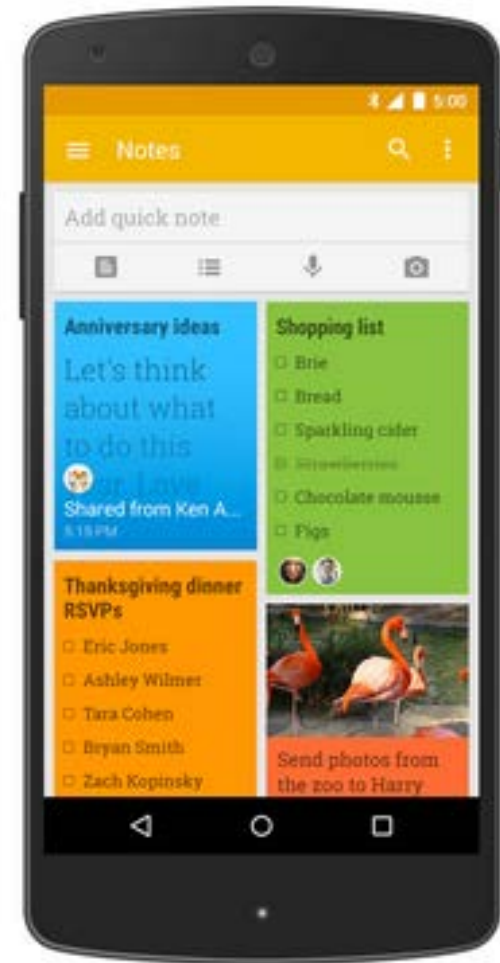 5:00
Notes
Add quick note
Anniversary ideas
Let's think
about what
to do this
Love
Shared from Ken A...
5:15 PM
Shopping list
Brie
Bread
Sparkling cider
Strawberries
Chocolate mousse
Figs
Thanksgiving dinner
RSVPs
Eric Jones
Ashley Wilmer
Tara Cohen
Bryan Smith
Zach Kopinsky
Send photos from
the zoo to Harry